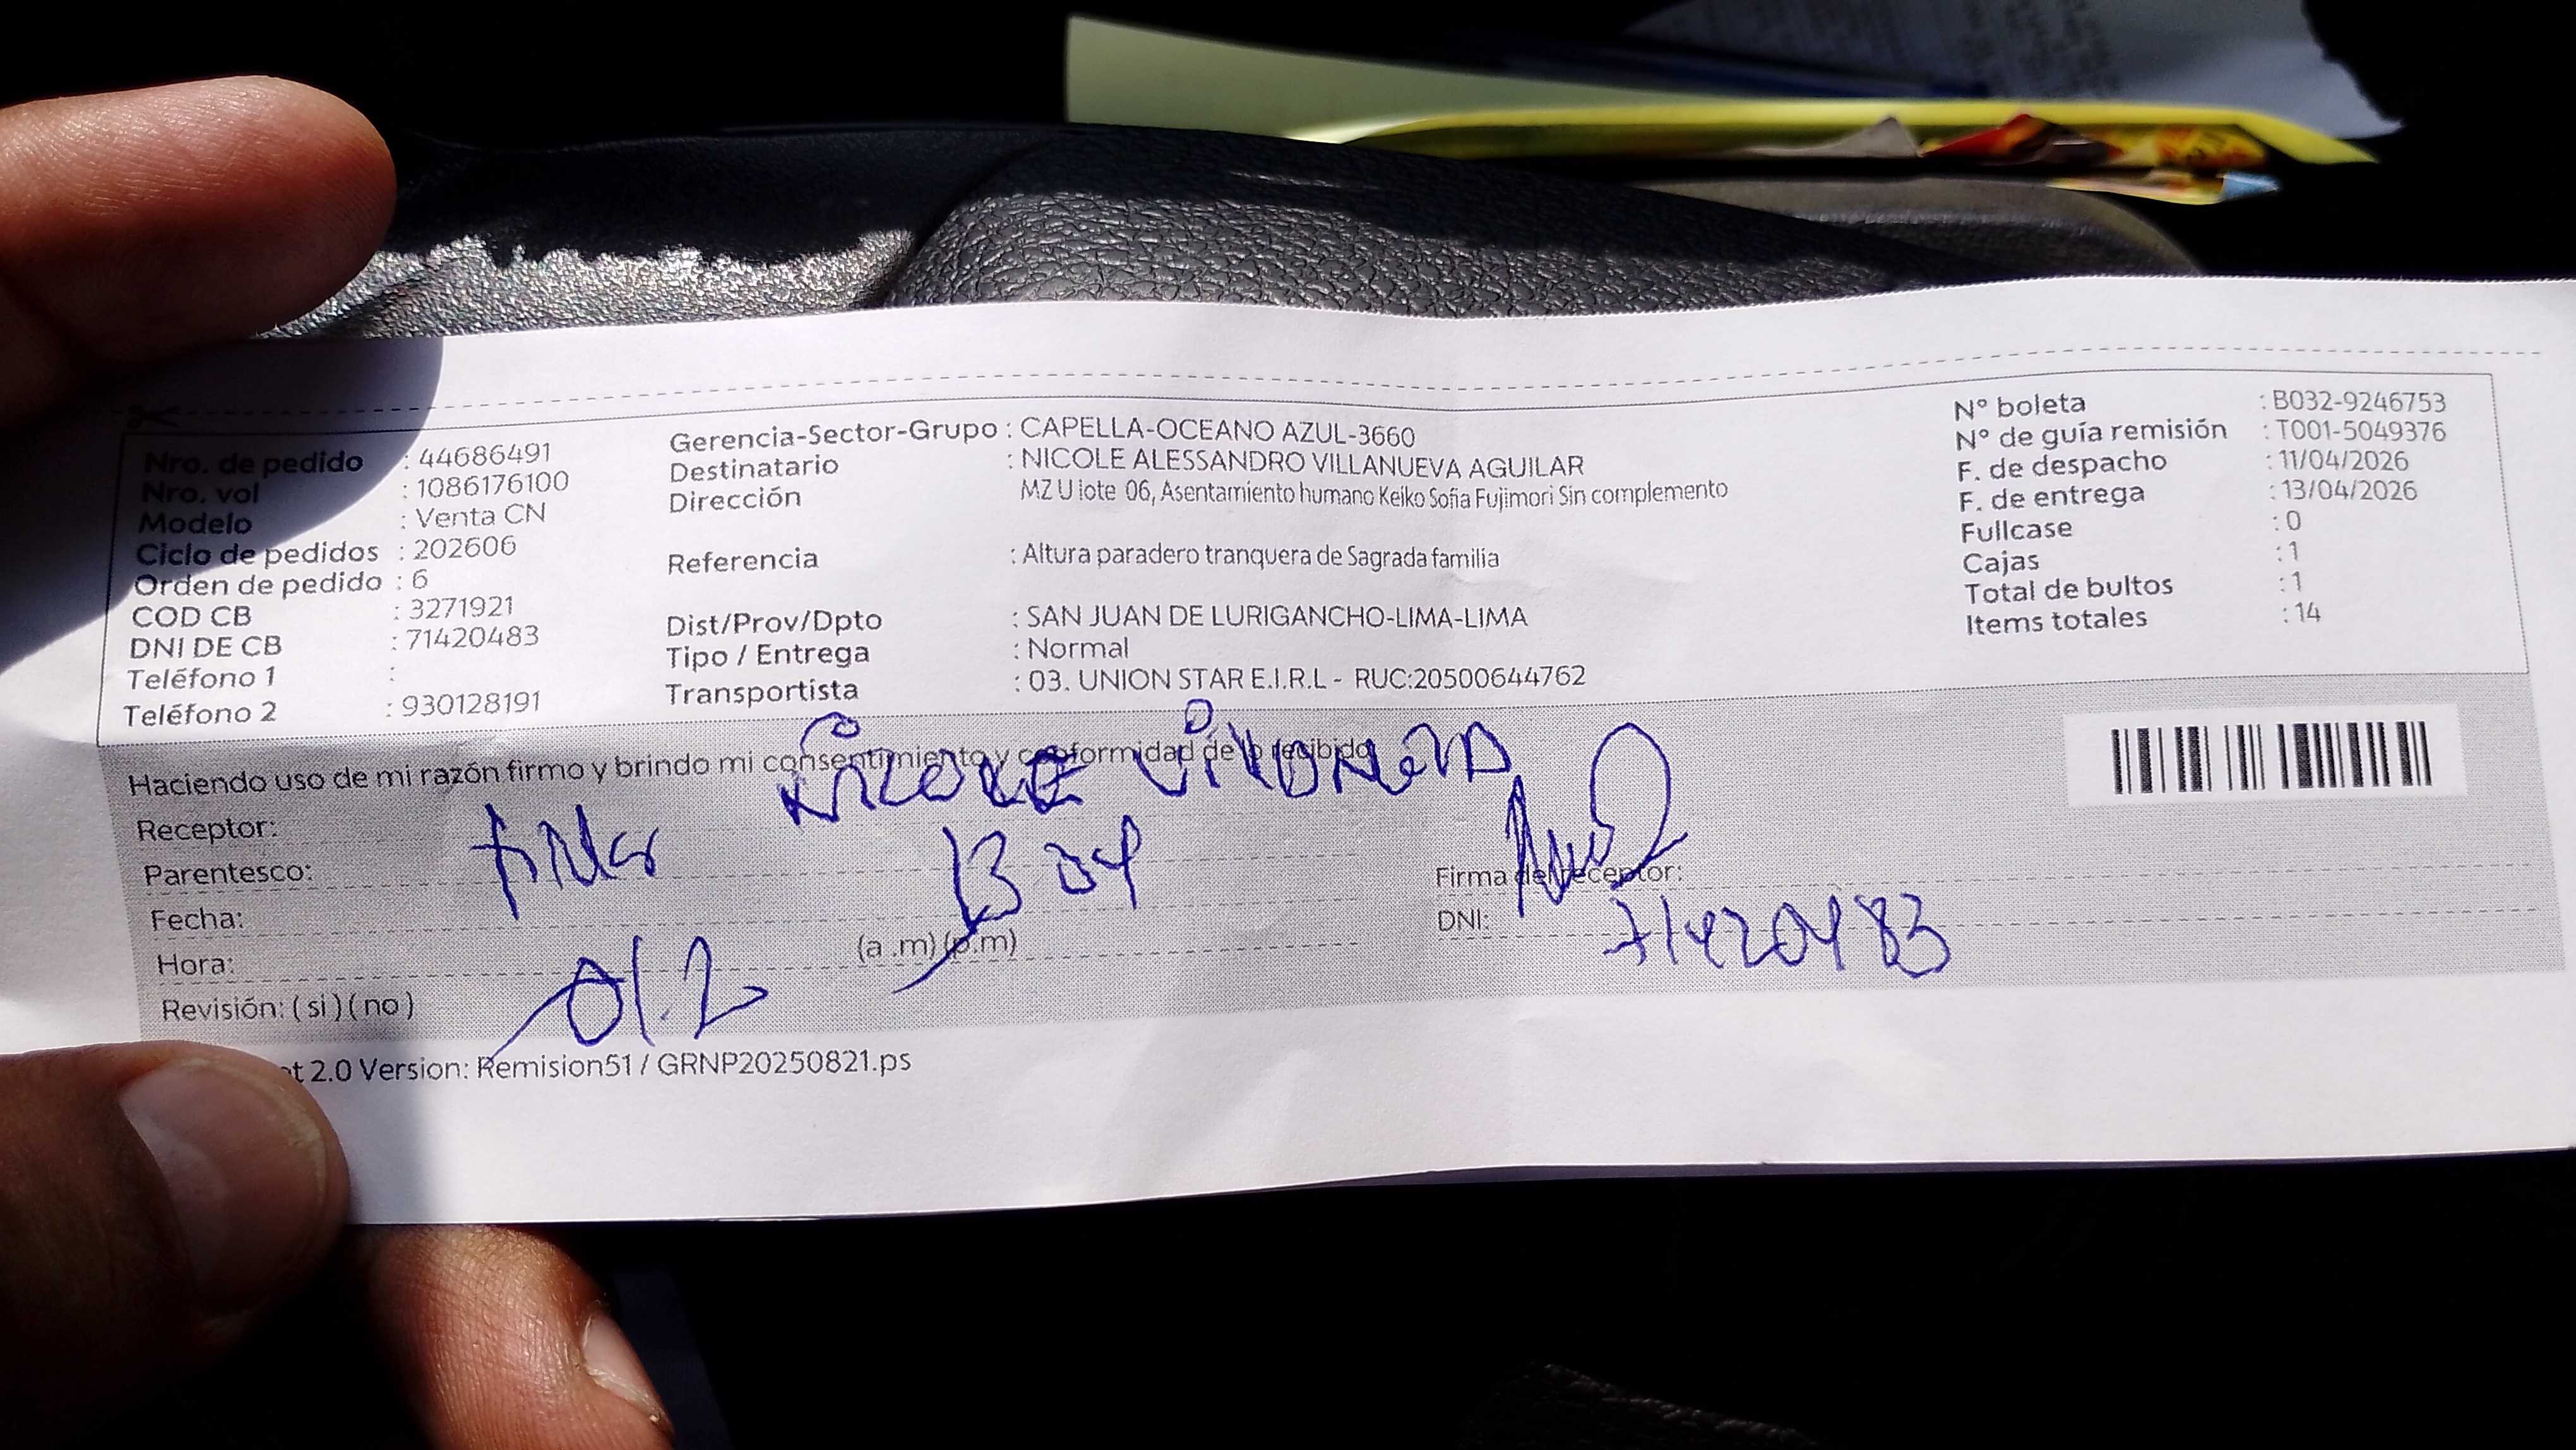 Nro. de pedido : 44686491
Nro. vol : 1086176100
Modelo : Venta CN
Ciclo de pedidos : 202606
Orden de pedido : 6
COD CB : 3271921
DNI DE CB : 71420483
Teléfono 1 :
Teléfono 2 : 930128191
Gerencia-Sector-Grupo : CAPELLA-OCEANO AZUL-3660
Destinatario : NICOLE ALESSANDRO VILLANUEVA AGUILAR
Dirección MZ U lote 06, Asentamiento humano Keiko Sofia Fujimori Sin complemento
Referencia : Altura paradero tranquera de Sagrada familia
Dist/Prov/Dpto : SAN JUAN DE LURIGANCHO-LIMA-LIMA
Tipo / Entrega : Normal
Transportista : 03. UNION STAR E.I.R.L - RUC:20500644762
N° boleta : B032-9246753
N° de guía remisión : T001-5049376
F. de despacho : 11/04/2026
F. de entrega : 13/04/2026
Fullcase : 0
Cajas : 1
Total de bultos : 1
Items totales : 14
Haciendo uso de mi razón firmo y brindo mi consentimiento y conformidad de lo recibido
Receptor: Nicole
Parentesco:
Fecha: 13 04
Hora: 01.2 (a .m) (p.m)
Revisión: ( si ) ( no )
Firma del receptor:
DNI: 71420483
2.0 Version: Remision51 / GRNP20250821.ps